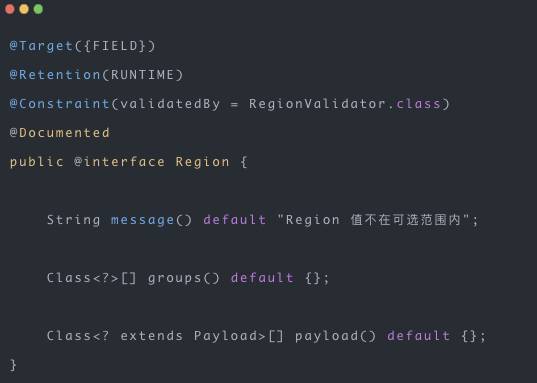 @Target({FIELD})
@Retention(RUNTIME)
@Constraint(validatedBy = RegionValidator.class)
@Documented
public @interface Region {
    String message() default "Region 值不在可选范围内";
    Class<?>[] groups() default {};
    Class<? extends Payload>[] payload() default {};
}